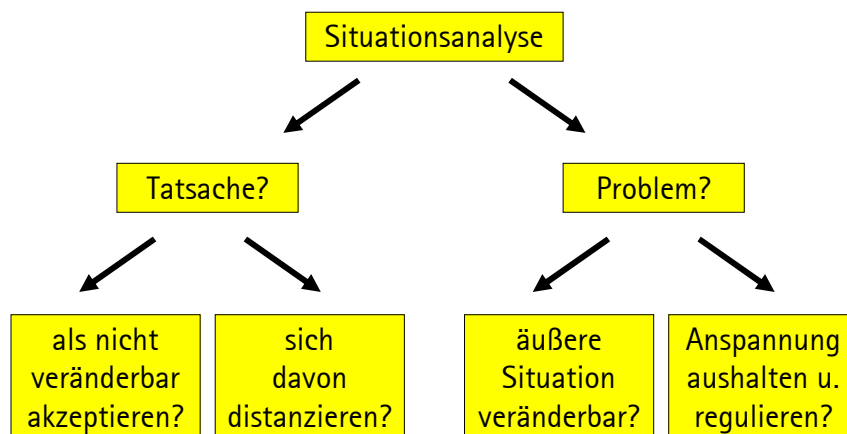 Situationsanalyse
Tatsache?
Problem?
als nicht
veränderbar
akzeptieren?
sich
davon
distanzieren?
äußere
Situation
veränderbar?
Anspannung
aushalten u.
regulieren?